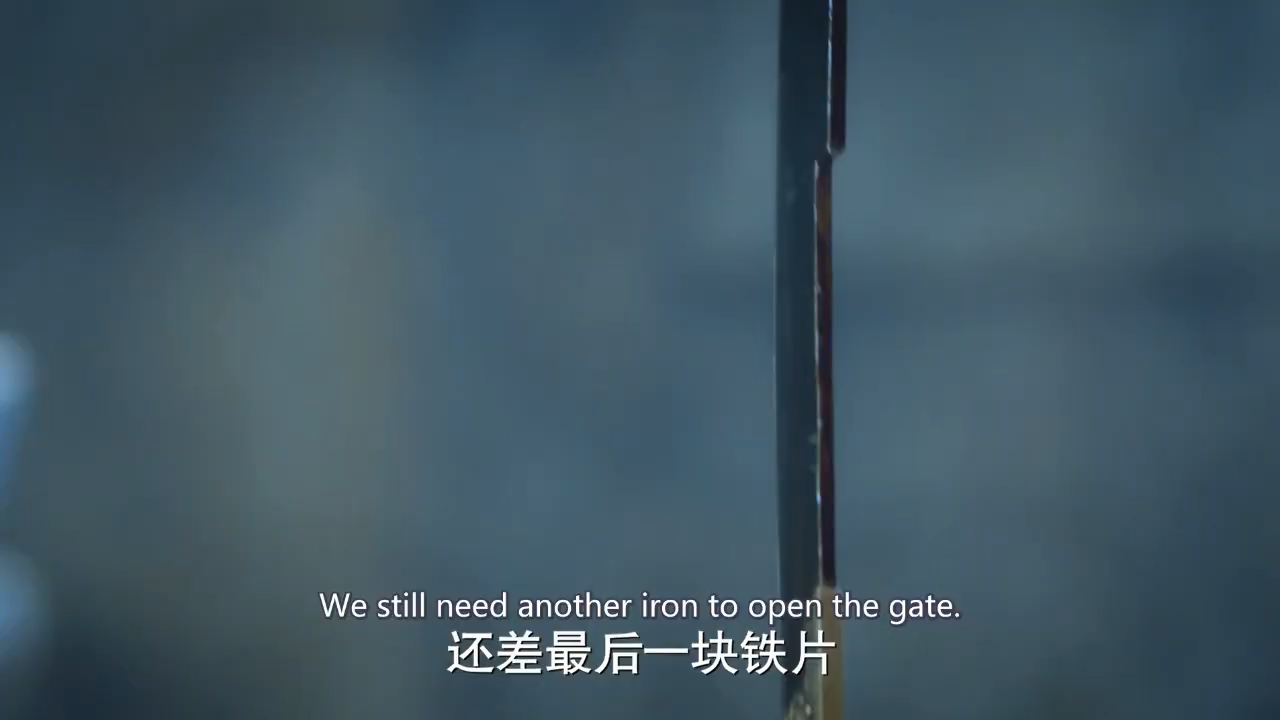 We still need another iron to open the gate.
还差最后一块铁片